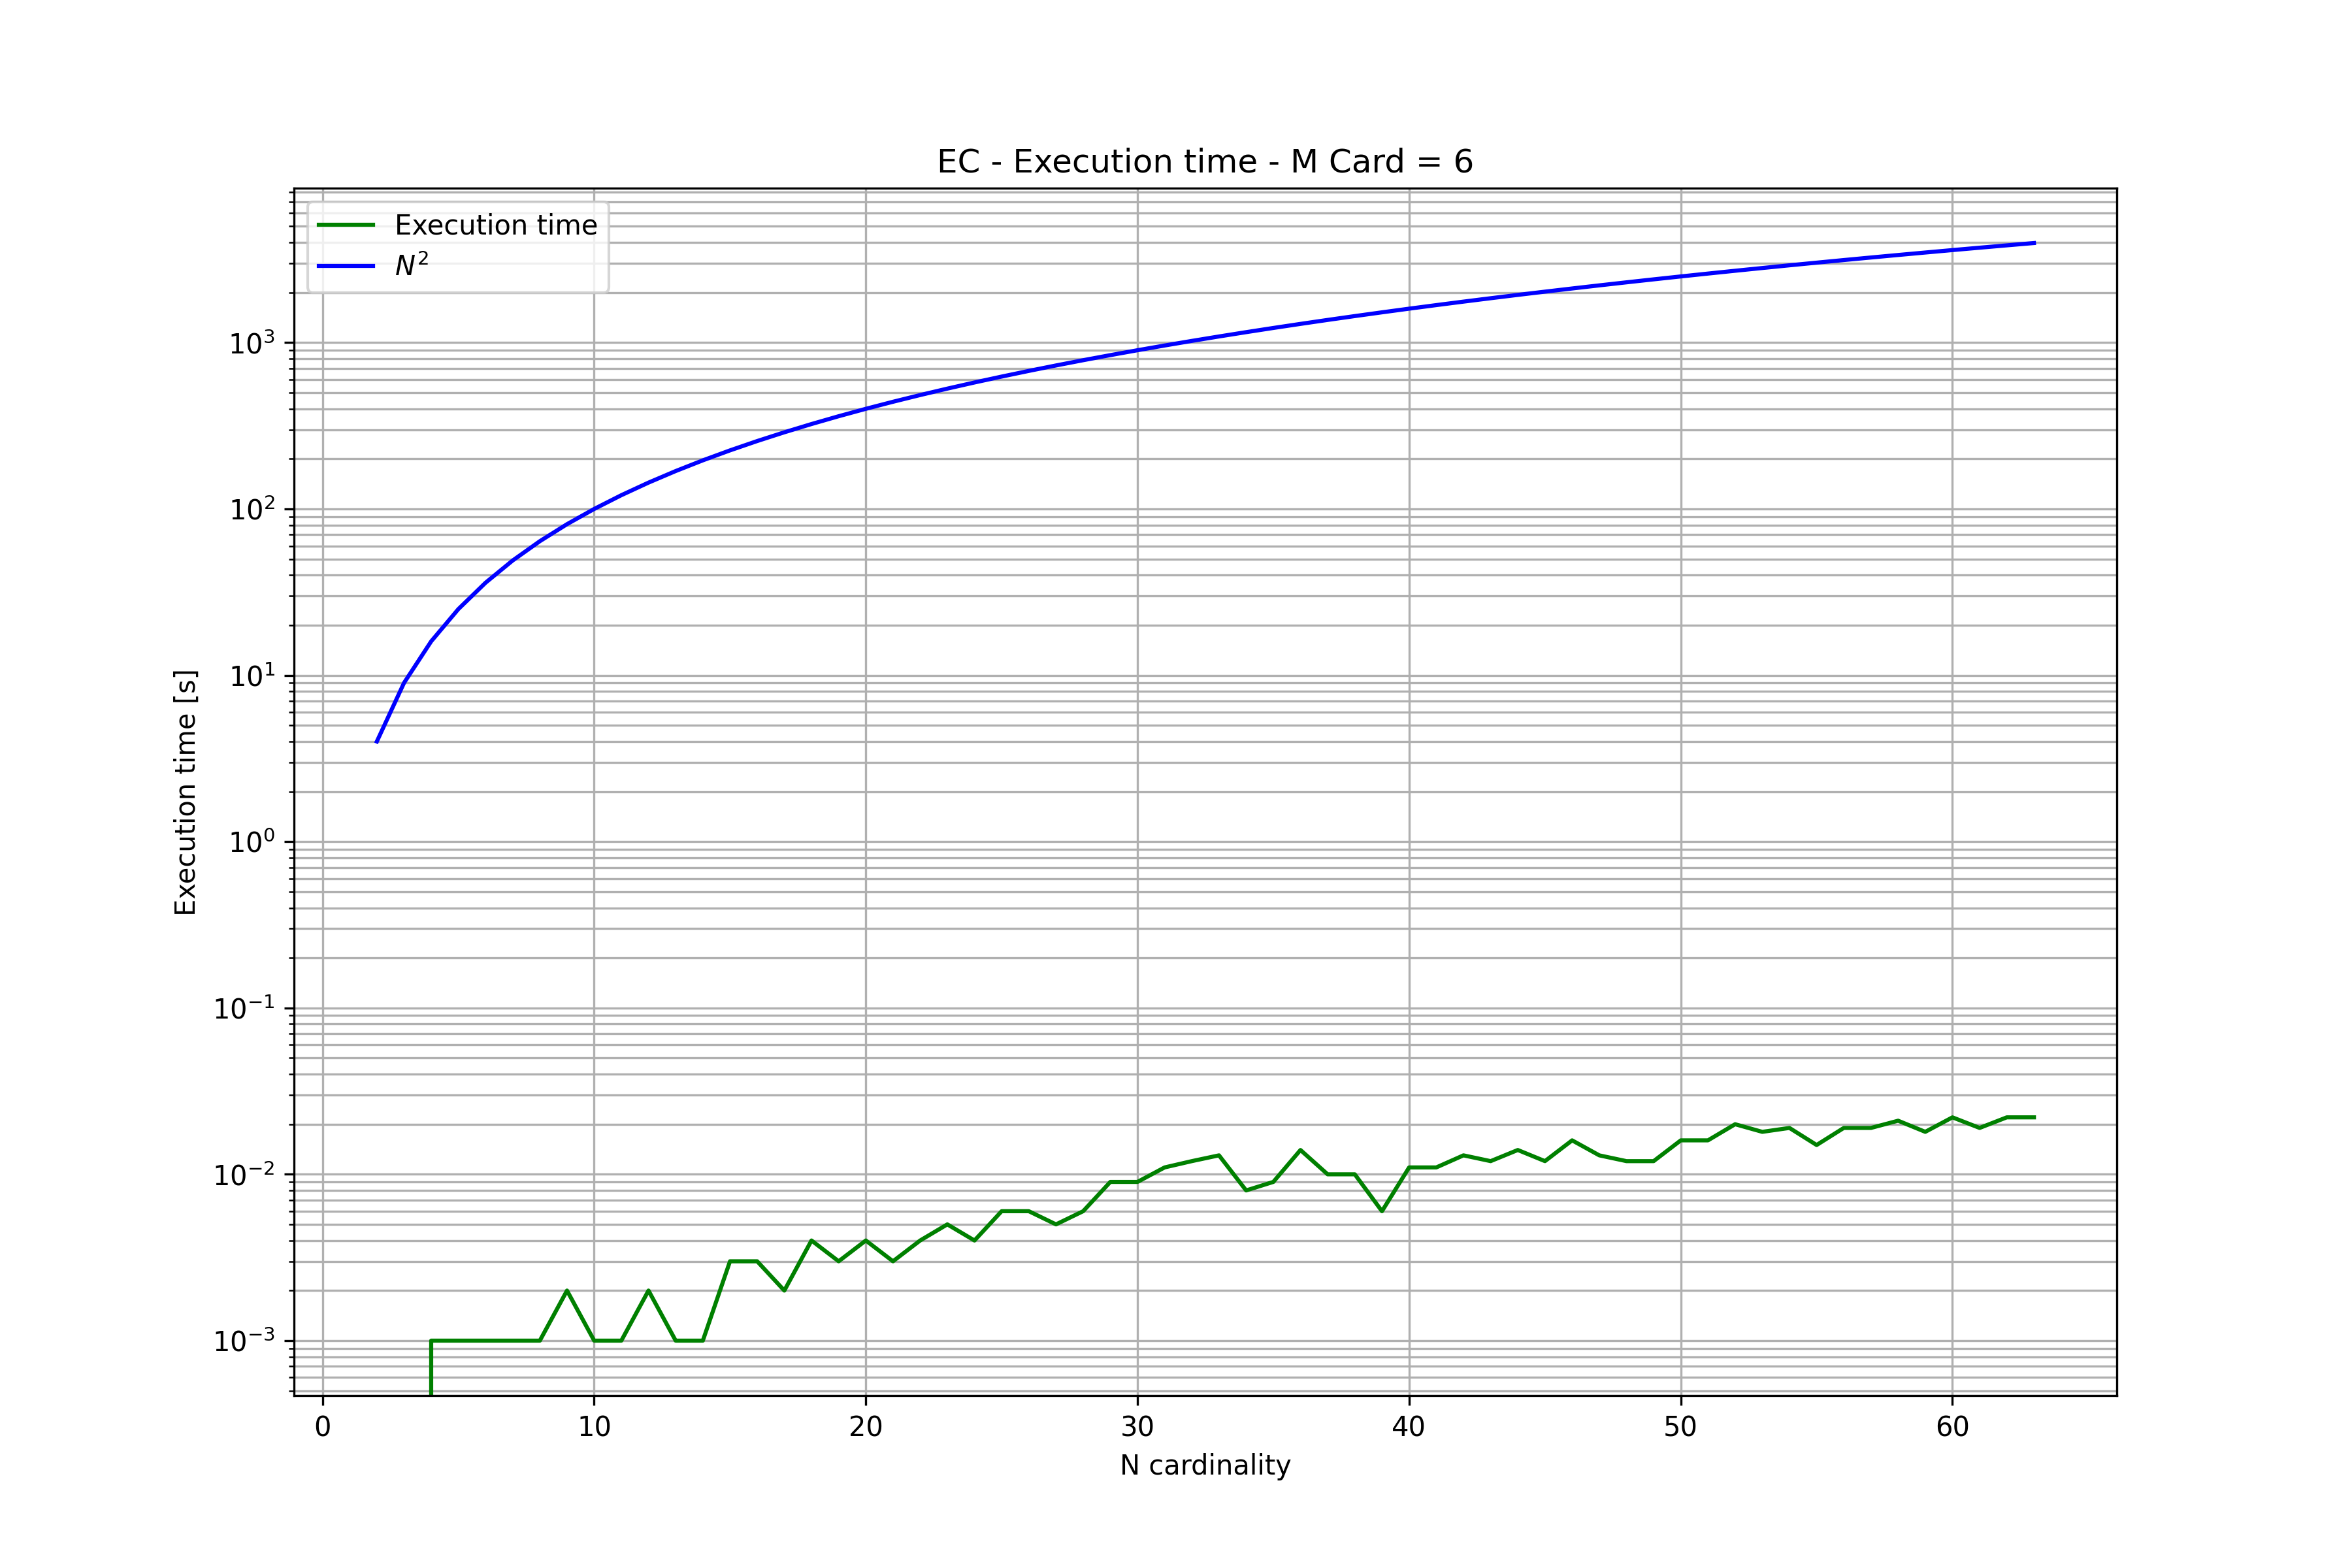 EC - Execution time - M Card = 6
Execution time
N²
10³
10²
10¹
10⁰
10⁻¹
10⁻²
10⁻³
Execution time [s]
0 10 20 30 40 50 60
N cardinality